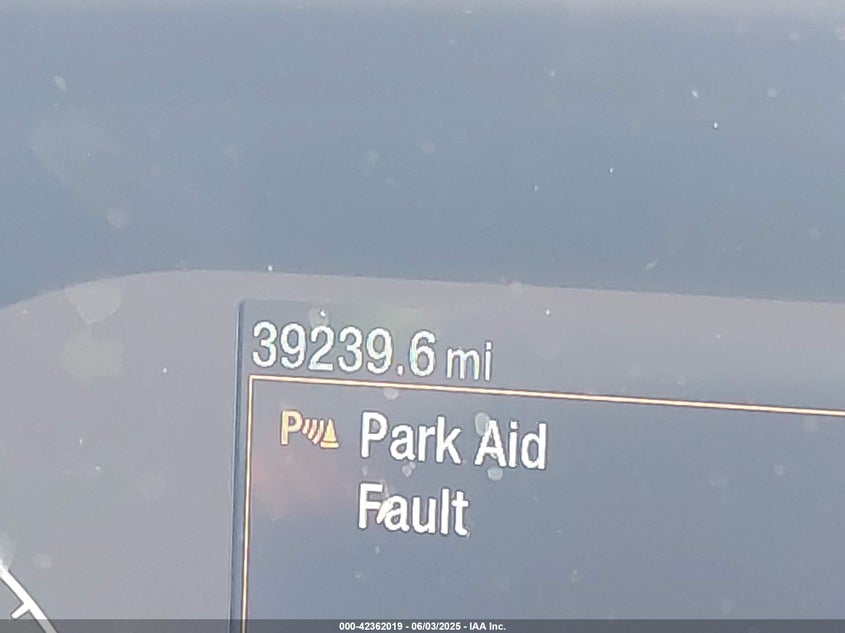 39239.6 mi
P Park Aid
Fault
000-42362019 - 06/03/2025 - IAA Inc.